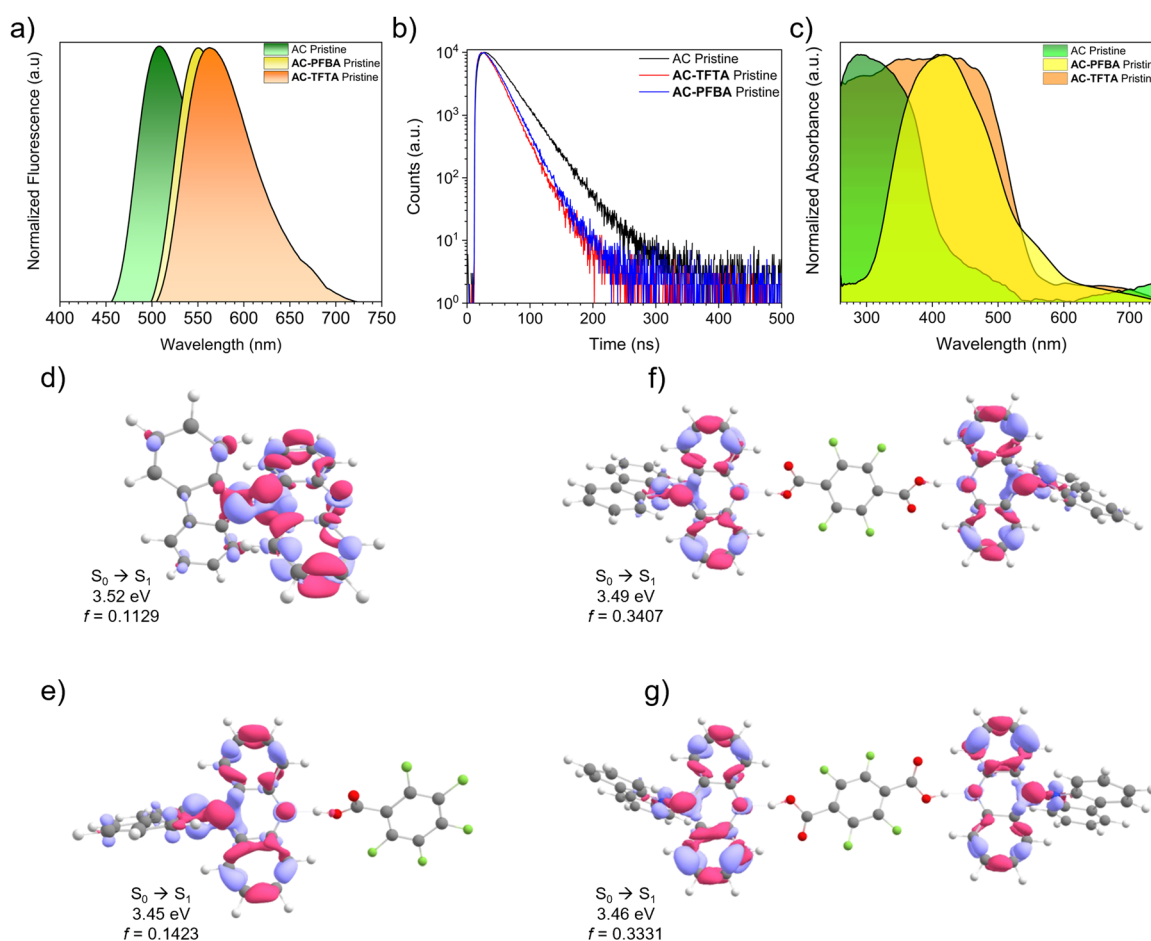 a)
AC Pristine
AC-PFBA Pristine
AC-TFTA Pristine
Normalized Fluorescence (a.u)
400 450 500 550 600 650 700 750
Wavelength (nm)
b)
AC Pristine
AC-TFTA Pristine
AC-PFBA Pristine
Counts (a.u.)
10⁴
10³
10²
10¹
10⁰
0 100 200 300 400 500
Time (ns)
c)
AC Pristine
AC-PFBA Pristin
AC-TFTA Pristin
Normalized Absorbance (a.u.)
300 400 500 600 700
Wavelength (nm)
d)
S₀ → S₁
3.52 eV
f = 0.1129
f)
S₀ → S₁
3.49 eV
f = 0.3407
e)
S₀ → S₁
3.45 eV
f = 0.1423
g)
S₀ → S₁
3.46 eV
f = 0.3331